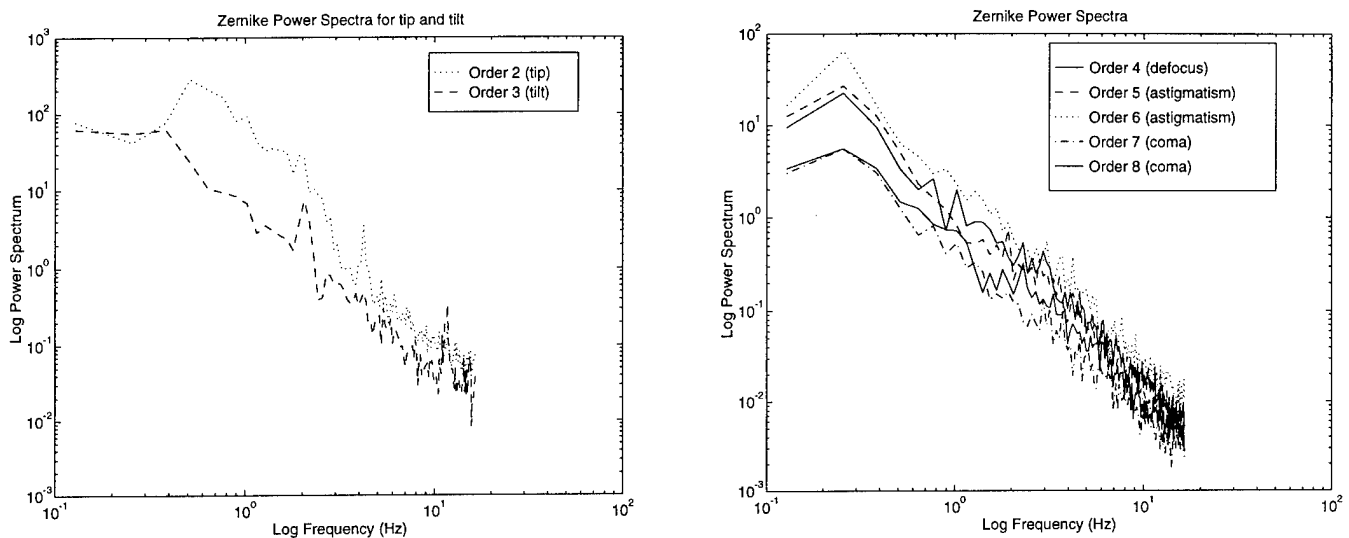 Zernike Power Spectra for tip and tilt
10^3
10^2
10^1
10^0
10^-1
10^-2
10^-3
Log Power Spectrum
Order 2 (tip)
Order 3 (tilt)
10^-1
10^0
10^1
10^2
Log Frequency (Hz)
Zernike Power Spectra
10^2
10^1
10^0
10^-1
10^-2
10^-3
Log Power Spectrum
Order 4 (defocus)
Order 5 (astigmatism)
Order 6 (astigmatism)
Order 7 (coma)
Order 8 (coma)
10^-1
10^0
10^1
10^2
Log Frequency (Hz)